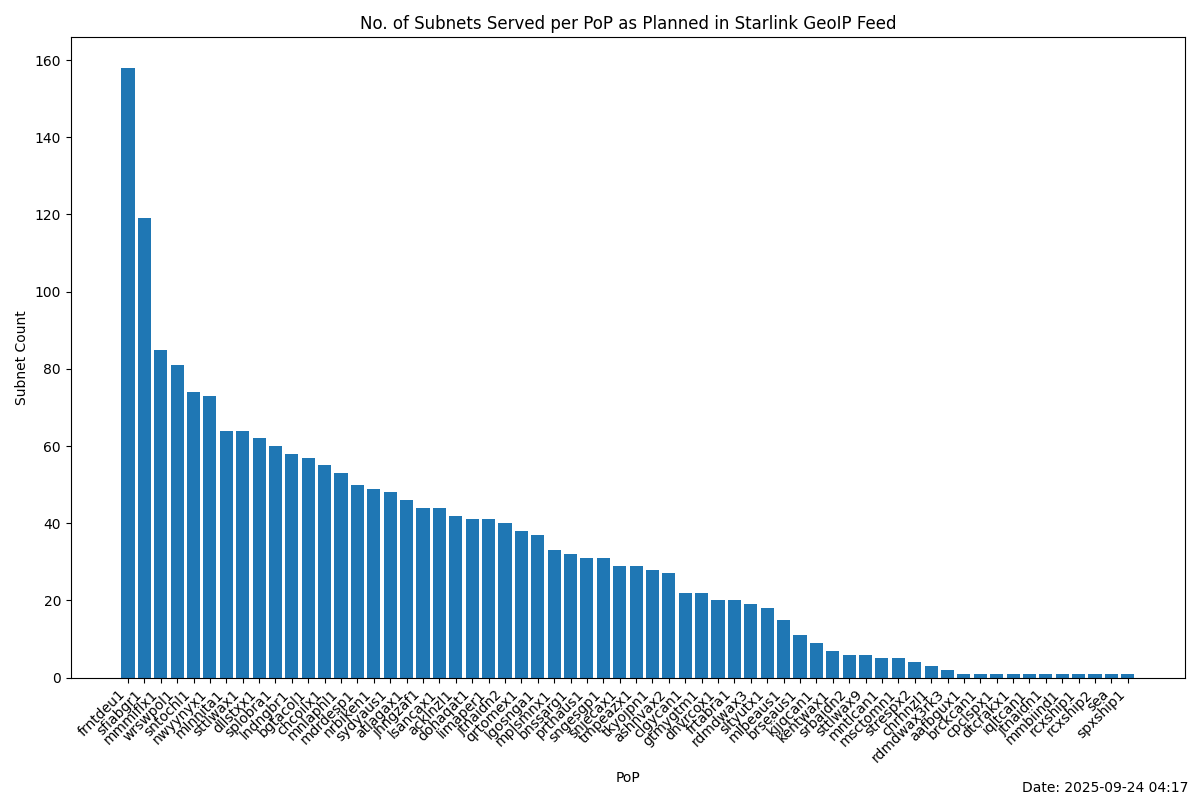 No. of Subnets Served per PoP as Planned in Starlink GeoIP Feed
160
140
120
100
80
60
40
20
0
Subnet Count
frntdeu1
sfiabgr1
mmmiflx1
wrswpol1
sntochl1
nwyynyx1
mlnnita1
sttlwax1
dllstxx1
splobra1
lndngbr1
bgtacol1
chcoilx1
mnlaphl1
mdrdesp1
nrbiken1
sydyaus1
atlagax1
jhngzaf1
lsancax1
acklnzl1
dohaqat1
limaper1
jtnaidn2
qrtomex1
lgosnga1
mplsmnx1
bnssarg1
prthaus1
sngesgp1
snjecax1
tmpeazx1
tkyojpn1
ashnvax2
clgycan1
gtmygtm1
dnvrcox1
frtabra1
rdmdwax3
sltyutx1
mlbeaus1
brseaus1
kjipcan1
kentwax1
srbaidn2
sttlwax9
mntlcan1
msctomn1
strespx2
chrhnzl1
rdmdwax3rk3
aarbgux1
brckcan1
cpclspx1
dtcrakx1
iqltcan1
jtnaidn1
mmbiind1
rcxship1
rcxship2
sea
spxship1
PoP
Date: 2025-09-24 04:17